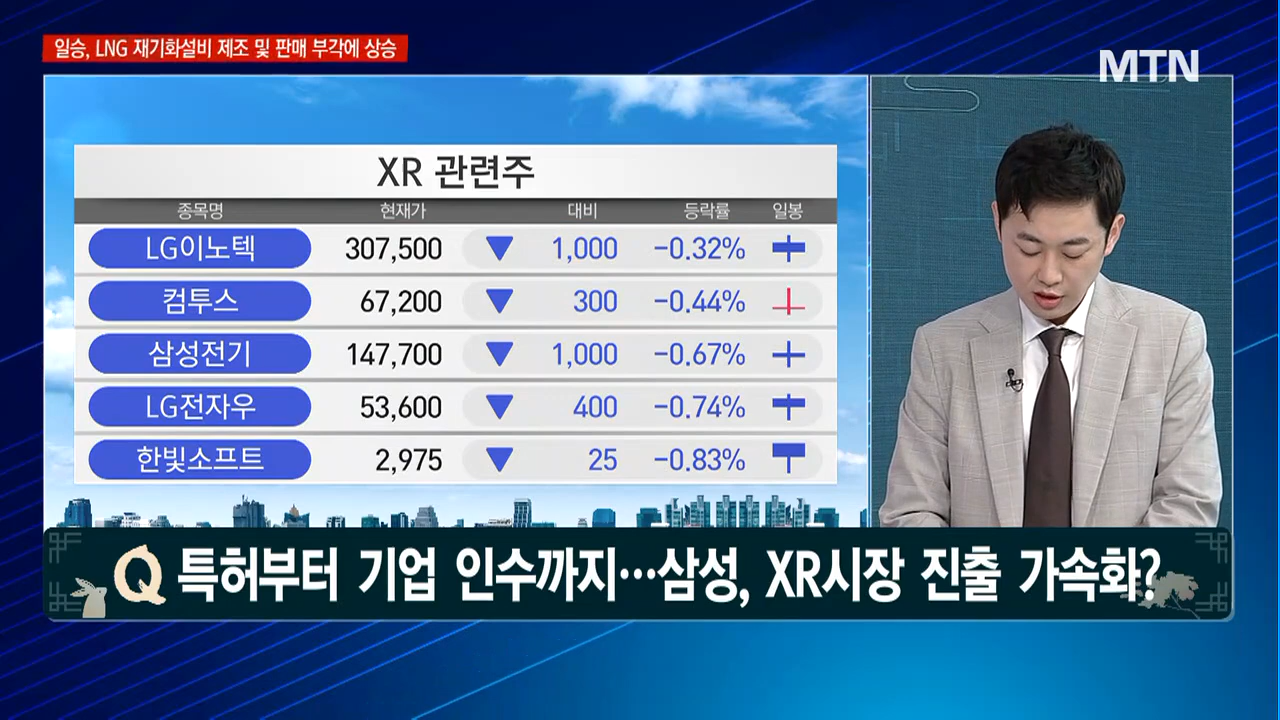 일승, LNG 재기화설비 제조 및 판매 부각에 상승
MTN
XR 관련주
종목명 현재가 대비 등락률 일봉
LG이노텍 307,500 ▼ 1,000 -0.32%
컴투스 67,200 ▼ 300 -0.44%
삼성전기 147,700 ▼ 1,000 -0.67%
LG전자우 53,600 ▼ 400 -0.74%
한빛소프트 2,975 ▼ 25 -0.83%
Q 특허부터 기업 인수까지…삼성, XR시장 진출 가속화?